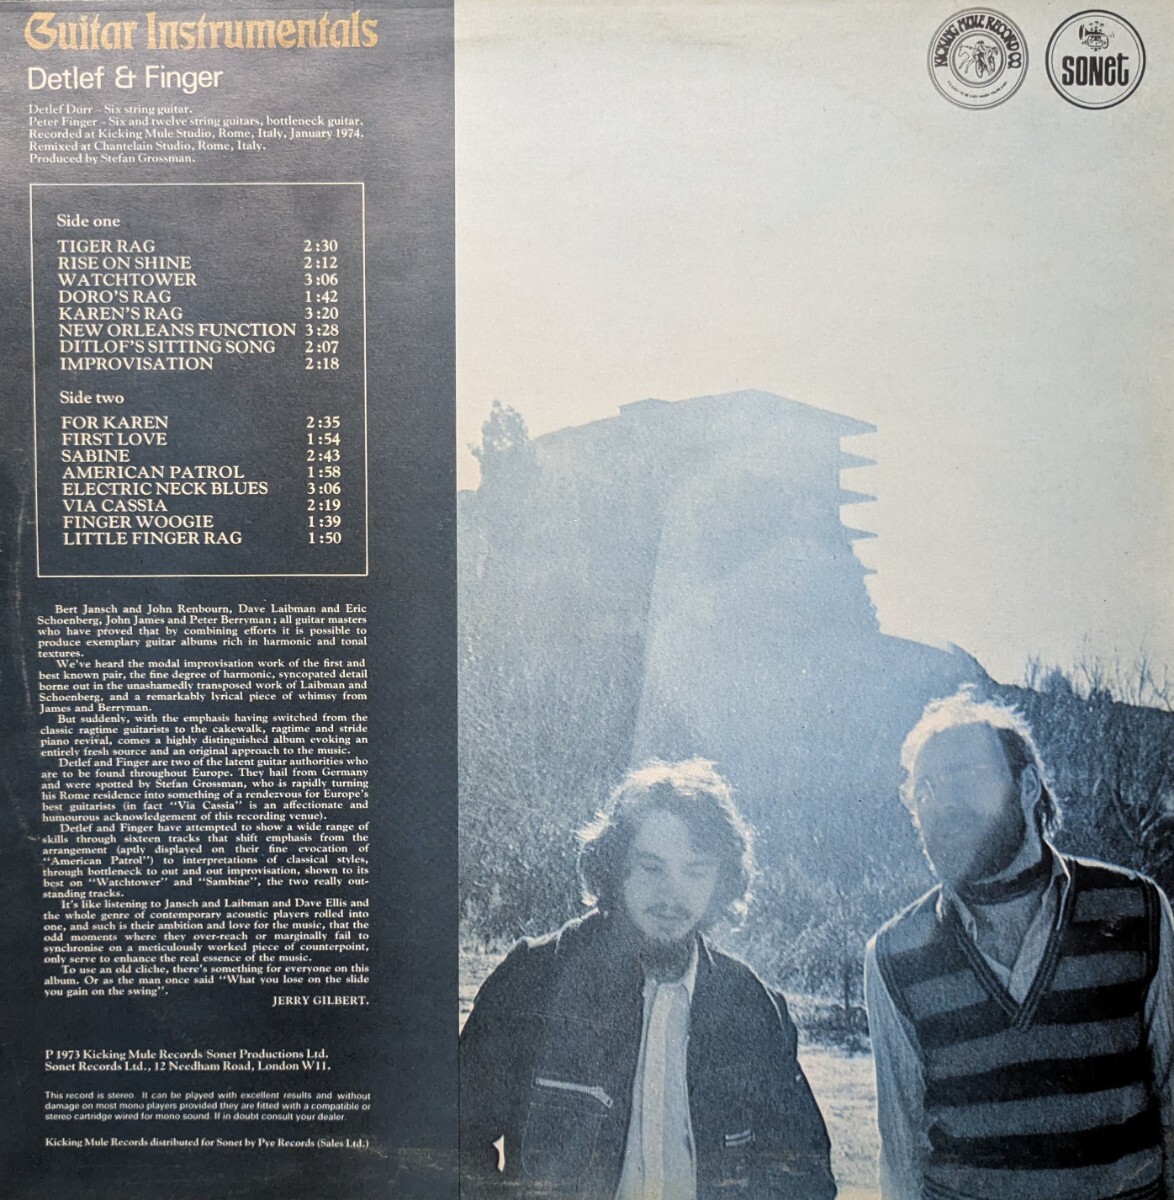 Guitar Instrumentals
Detlef & Finger
Detlef Durr – Six string guitar.
Peter Finger – Six and twelve string guitars, bottleneck guitar.
Recorded at Kicking Mule Studio, Rome, Italy, January 1974.
Remixed at Chantelain Studio, Rome, Italy.
Produced by Stefan Grossman.
Side one
TIGER RAG 2:30
RISE ON SHINE 2:12
WATCHTOWER 3:06
DORO'S RAG 1:42
KAREN'S RAG 3:20
NEW ORLEANS FUNCTION 3:28
DITLOF'S SITTING SONG 2:07
IMPROVISATION 2:18
Side two
FOR KAREN 2:35
FIRST LOVE 1:54
SABINE 2:43
AMERICAN PATROL 1:58
ELECTRIC NECK BLUES 3:06
VIA CASSIA 2:19
FINGER WOOGIE 1:39
LITTLE FINGER RAG 1:50
Bert Jansch and John Renbourn, Dave Laibman and Eric
Schoenberg, John James and Peter Berryman; all guitar masters
who have proved that by combining efforts it is possible to
produce exemplary guitar albums rich in harmonic and tonal
textures.
We've heard the modal improvisation work of the first and
best known pair, the fine degree of harmonic, syncopated detail
borne out in the unashamedly transposed work of Laibman and
Schoenberg, and a remarkably lyrical piece of whimsy from
James and Berryman.
But suddenly, with the emphasis having switched from the
classic ragtime guitarists to the cakewalk, ragtime and stride
piano revival, comes a highly distinguished album evoking an
entirely fresh source and an original approach to the music.
Detlef and Finger are two of the latent guitar authorities who
are to be found throughout Europe. They hail from Germany
and were spotted by Stefan Grossman, who is rapidly turning
his Rome residence into something of a rendezvous for Europe's
best guitarists (in fact "Via Cassia" is an affectionate and
humourous acknowledgement of this recording venue).
Detlef and Finger have attempted to show a wide range of
skills through sixteen tracks that shift emphasis from the
arrangement (aptly displayed on their fine evocation of
"American Patrol") to interpretations of classical styles,
through bottleneck to out and out improvisation, shown to its
best on "Watchtower" and "Sambine", the two really out-
standing tracks.
It's like listening to Jansch and Laibman and Dave Ellis and
the whole genre of contemporary acoustic players rolled into
one, and such is their ambition and love for the music, that the
odd moments where they over-reach or marginally fail to
synchronise on a meticulously worked piece of counterpoint,
only serve to enhance the real essence of the music.
To use an old cliche, there's something for everyone on this
album. Or as the man once said "What you lose on the slide
you gain on the swing".
JERRY GILBERT.
P 1973 Kicking Mule Records/Sonet Productions Ltd.
Sonet Records Ltd., 12 Needham Road, London W11.
This record is stereo. It can be played with excellent results and without
damage on most mono players provided they are fitted with a compatible or
stereo cartridge wired for mono sound. If in doubt consult your dealer.
Kicking Mule Records distributed for Sonet by Pye Records (Sales Ltd.)
KICKING MULE RECORD CO
SONET